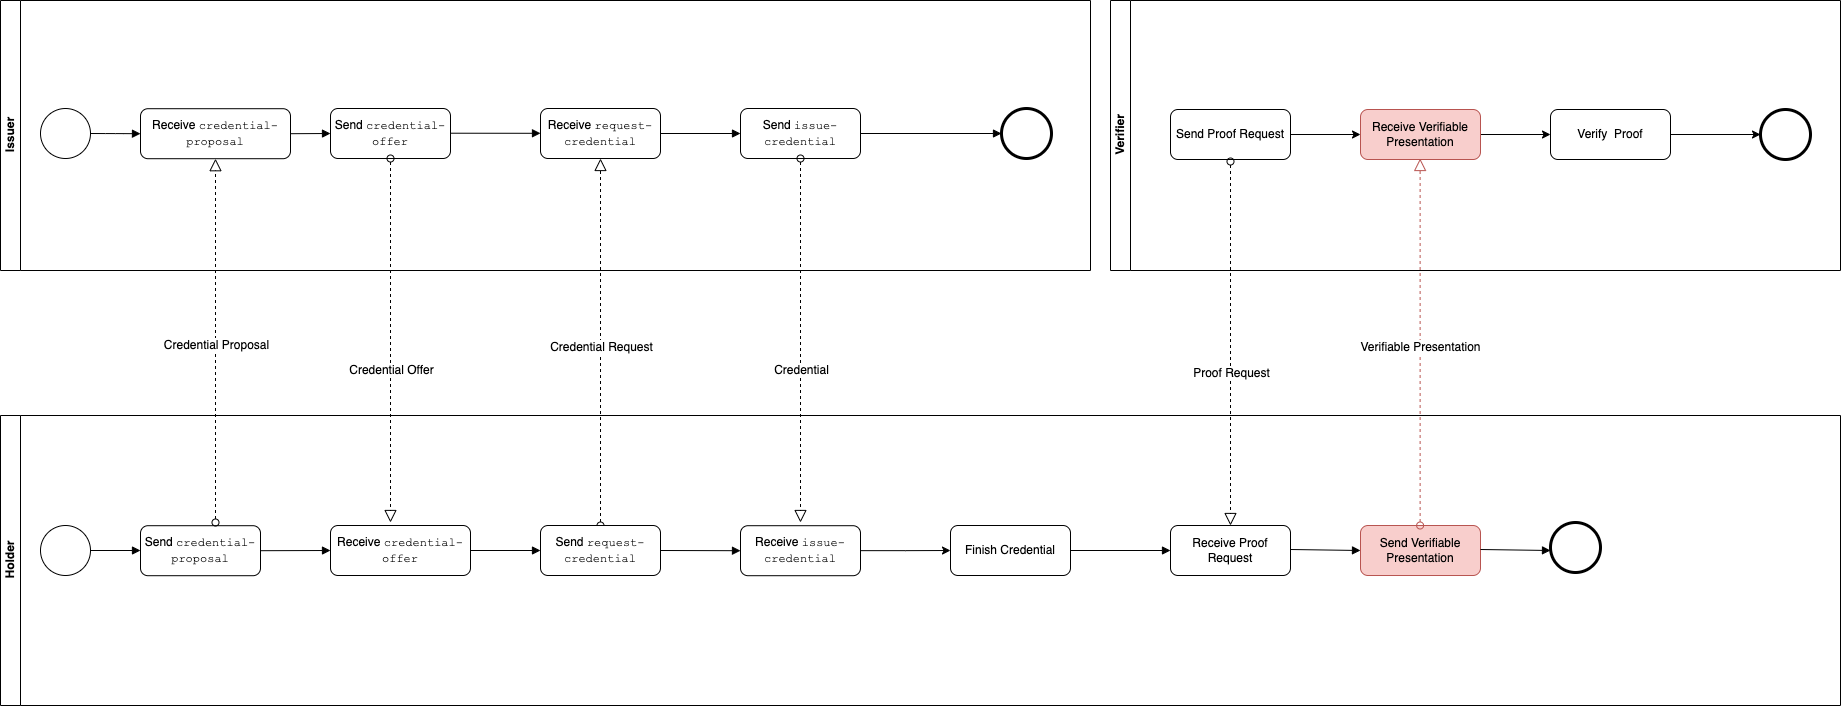 Issuer
Receive credential-
proposal
Send credential-
offer
Receive request-
credential
Send issue-
credential
Verifier
Send Proof Request
Receive Verifiable
Presentation
Verify  Proof
Credential Proposal
Credential Offer
Credential Request
Credential
Proof Request
Verifiable Presentation
Holder
Send credential-
proposal
Receive credential-
offer
Send request-
credential
Receive issue-
credential
Finish Credential
Receive Proof
Request
Send Verifiable
Presentation